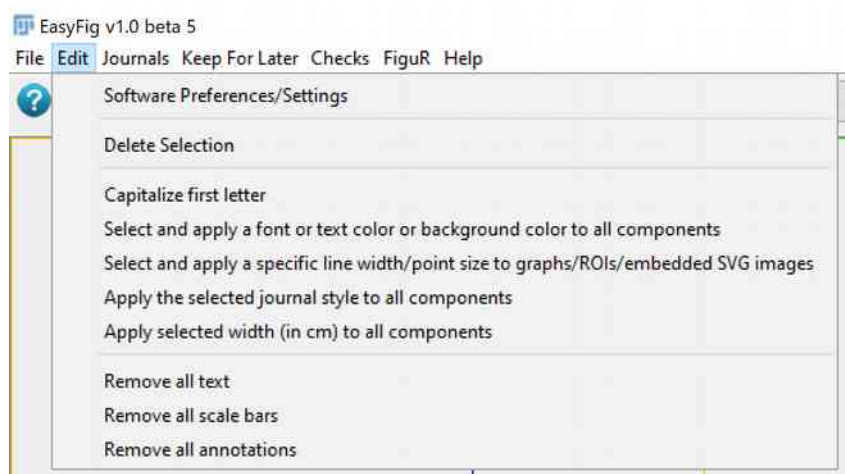 EasyFig v1.0 beta 5
File Edit Journals Keep For Later Checks FiguR Help
?
Software Preferences/Settings
Delete Selection
Capitalize first letter
Select and apply a font or text color or background color to all components
Select and apply a specific line width/point size to graphs/ROIs/embedded SVG images
Apply the selected journal style to all components
Apply selected width (in cm) to all components
Remove all text
Remove all scale bars
Remove all annotations